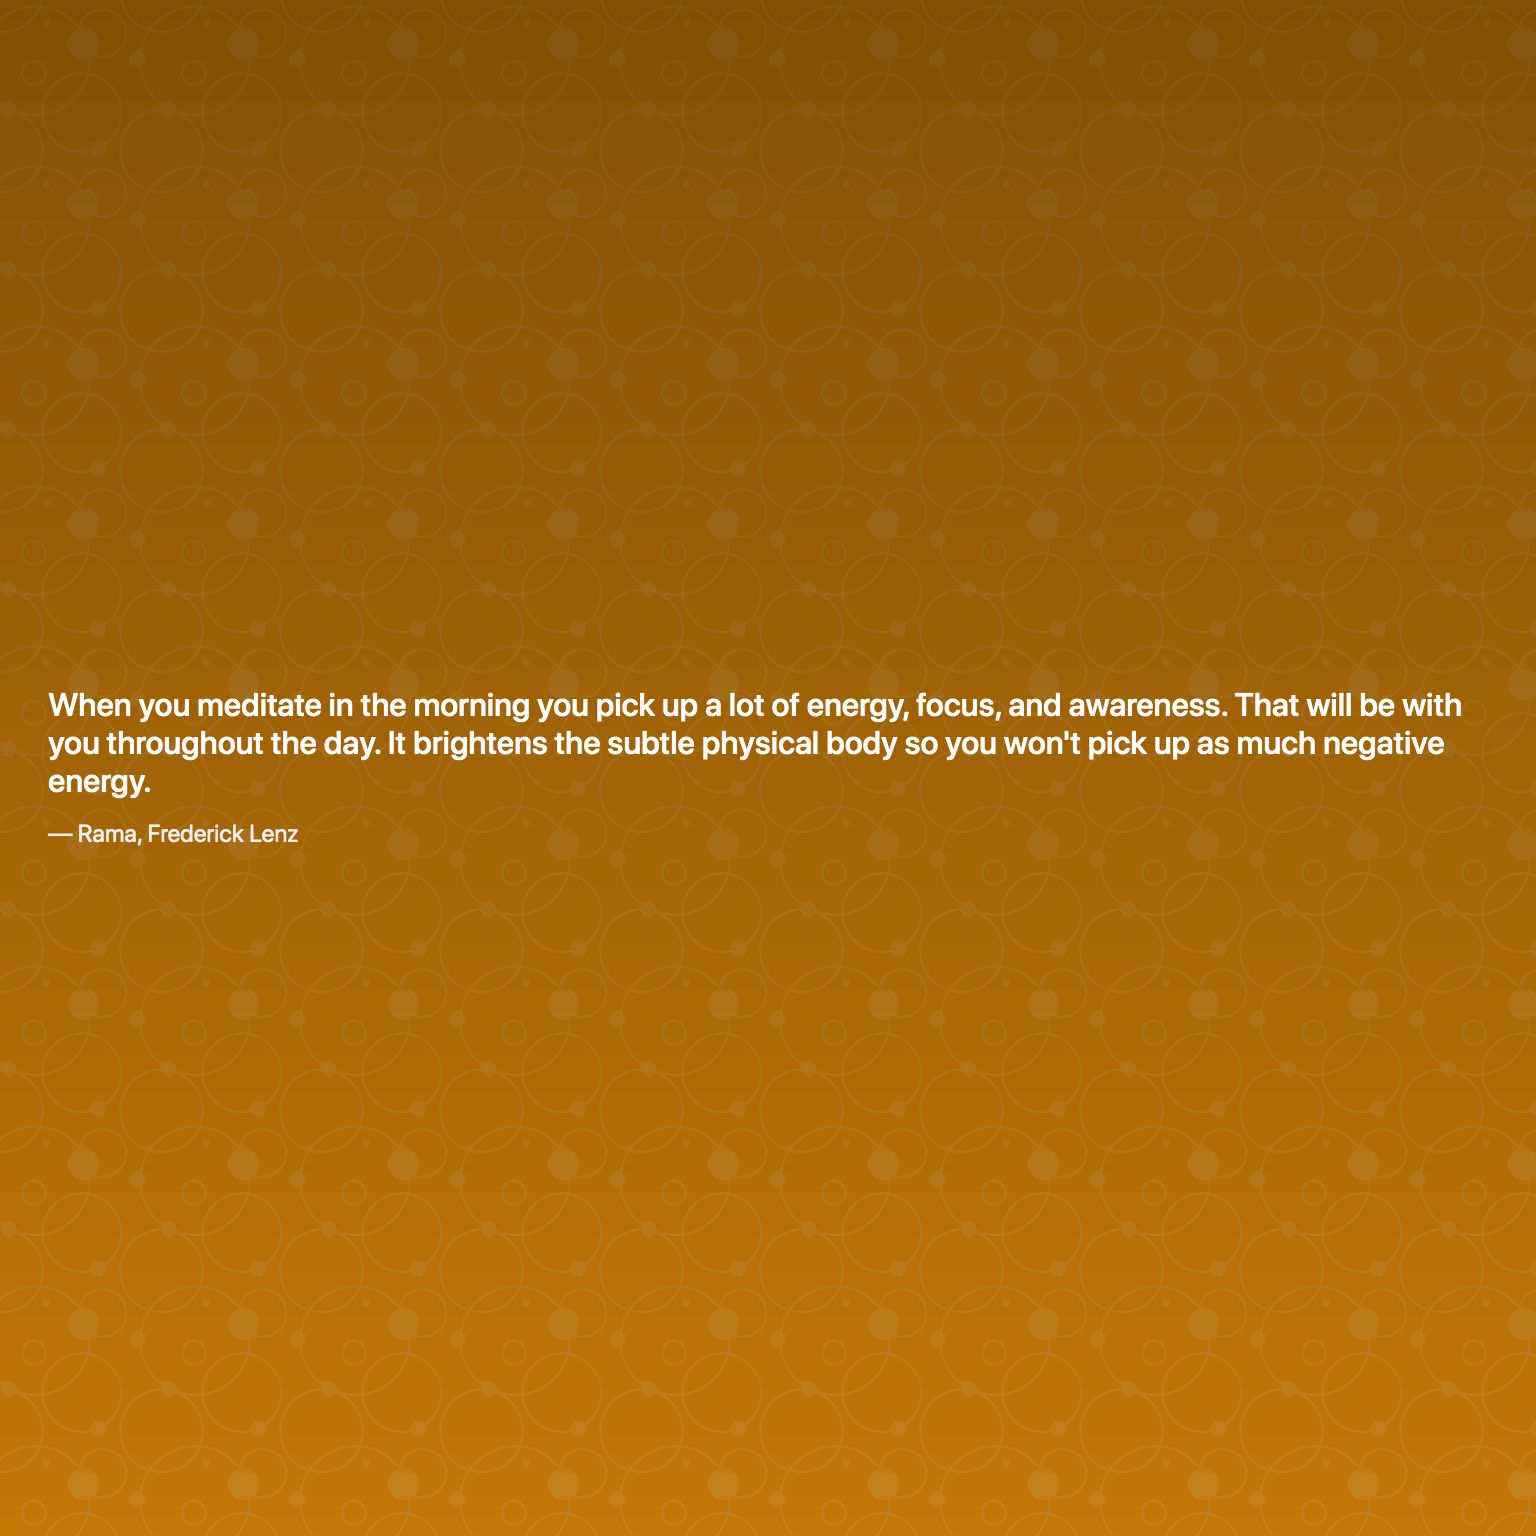 When you meditate in the morning you pick up a lot of energy, focus, and awareness. That will be with
you throughout the day. It brightens the subtle physical body so you won't pick up as much negative
energy.
— Rama, Frederick Lenz